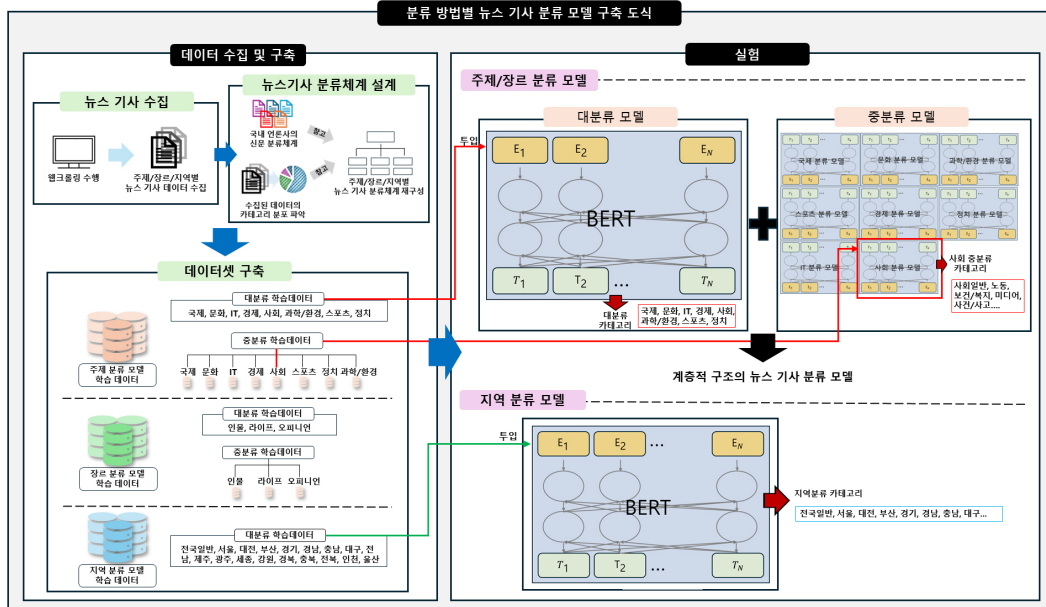 분류 방법별 뉴스 기사 분류 모델 구축 도식
데이터 수집 및 구축
뉴스 기사 수집
웹크롤링 수행
주제/장르/지역별
뉴스 기사 데이터 수집
뉴스기사 분류체계 설계
국내 언론사의
신문 분류체계
참고
수집된 데이터의
카테고리 분포 파악
참고
주제/장르/지역별
뉴스 기사 분류체계 재구성
데이터셋 구축
주제 분류 모델
학습 데이터
대분류 학습데이터
국제, 문화, IT, 경제, 사회, 과학/환경, 스포츠, 정치
중분류 학습데이터
국제 문화 IT 경제 사회 스포츠 정치 과학/환경
장르 분류 모델
학습 데이터
대분류 학습데이터
인물, 라이프, 오피니언
중분류 학습데이터
인물 라이프 오피니언
지역 분류 모델
학습 데이터
대분류 학습데이터
전국일반, 서울, 대전, 부산, 경기, 경남, 충남, 대구, 전
남, 제주, 광주, 세종, 강원, 경북, 충북, 전북, 인천, 울산
실험
주제/장르 분류 모델
투입
대분류 모델
E1 E2 EN
BERT
T1 T2 ... TN
대분류
카테고리
국제, 문화, IT, 경제, 사회,
과학/환경, 스포츠, 정치
중분류 모델
국제 분류 모델 문화 분류 모델 과학/환경 분류 모델
스포츠 분류 모델 경제 분류 모델 정치 분류 모델
IT 분류 모델 사회 분류 모델
사회 중분류
카테고리
사회일반, 노동,
보건/복지, 미디어,
사건/사고....
계층적 구조의 뉴스 기사 분류 모델
지역 분류 모델
투입
E1 E2 ... EN
BERT
T1 T2 ... TN
지역분류 카테고리
전국일반, 서울, 대전, 부산, 경기, 경남, 충남, 대구...